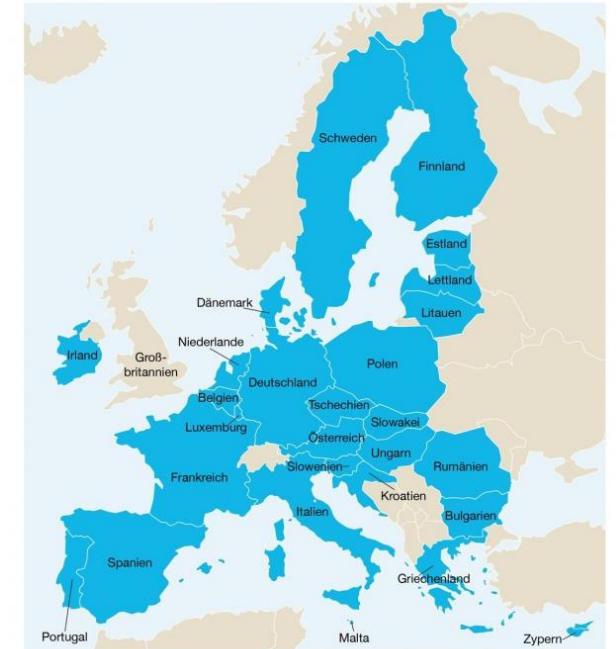 Schweden
Finnland
Estland
Lettland
Litauen
Dänemark
Niederlande
Irland
Groß-
britannien
Polen
Deutschland
Belgien
Tschechien
Luxemburg
Slowakei
Österreich
Ungarn
Slowenien
Rumänien
Frankreich
Kroatien
Italien
Bulgarien
Spanien
Griechenland
Portugal
Malta
Zypern